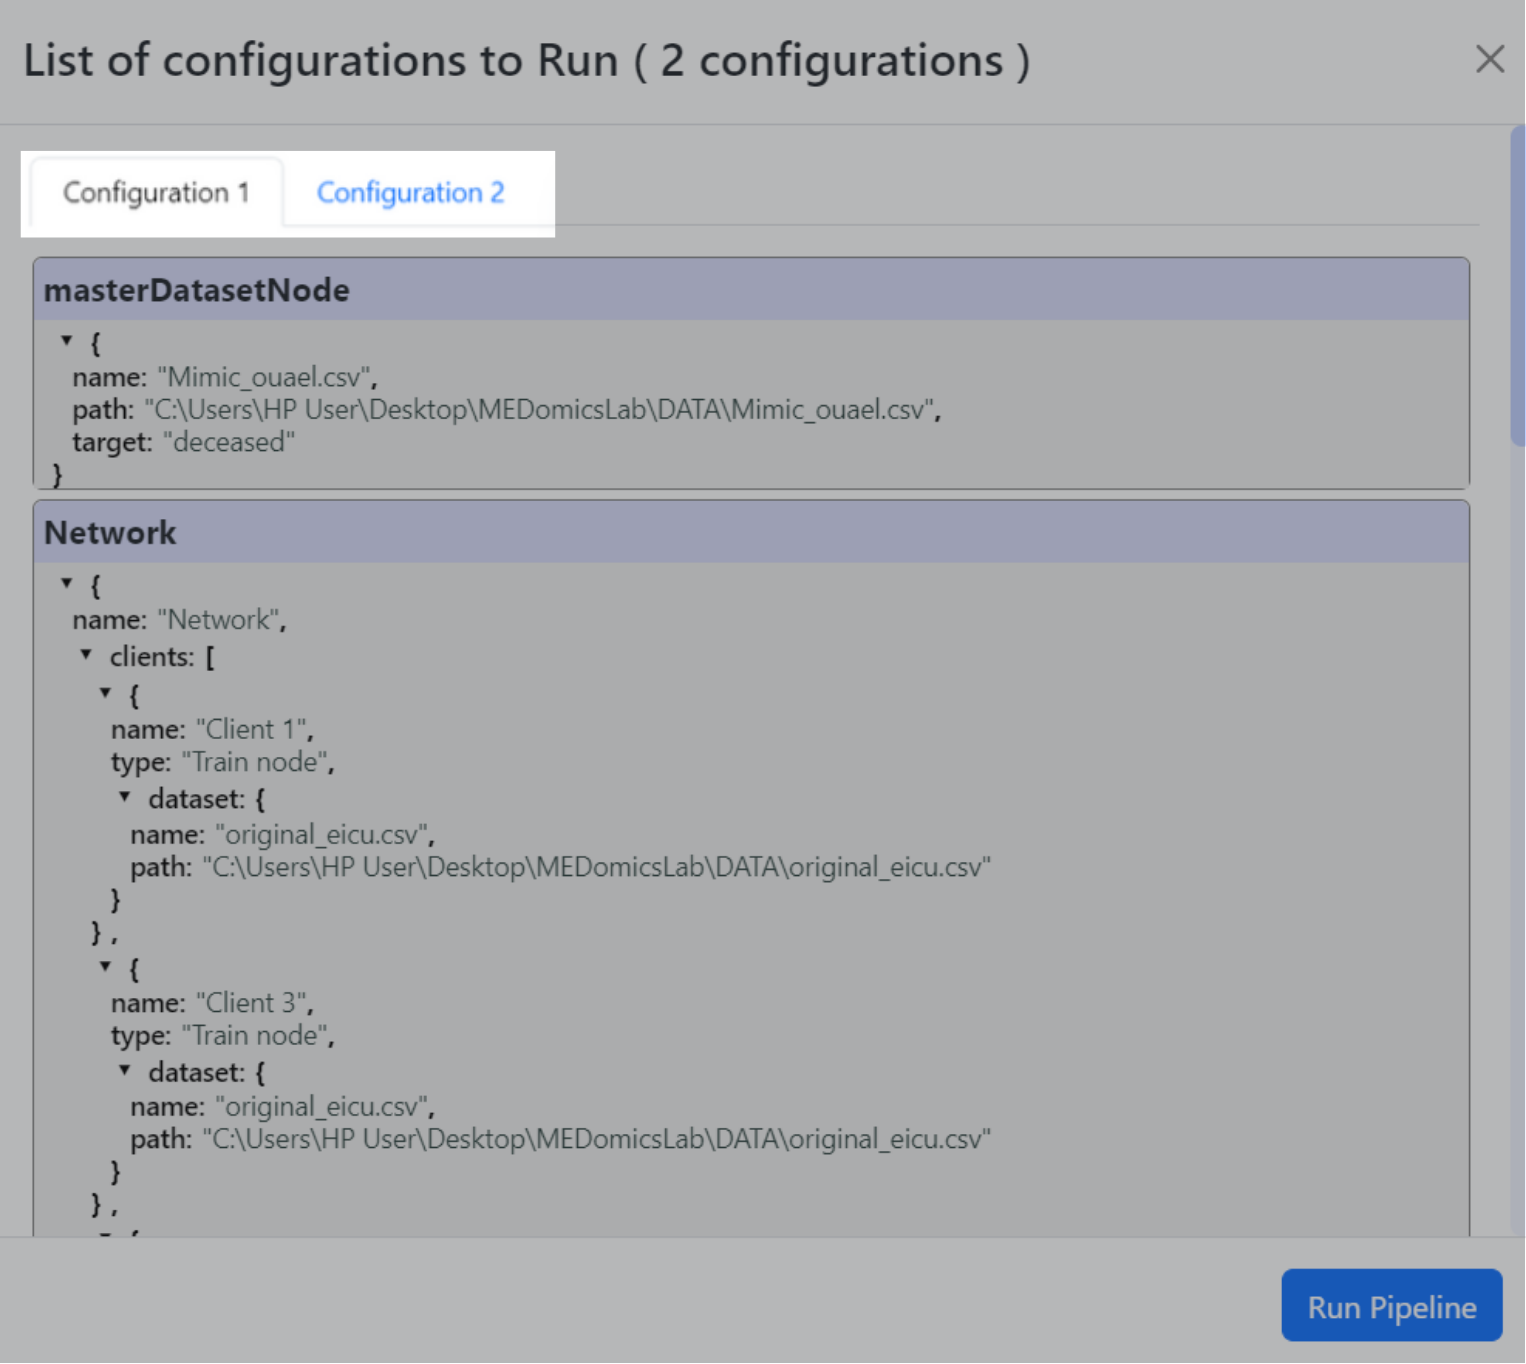 List of configurations to Run ( 2 configurations )
Configuration 1 Configuration 2
masterDatasetNode
{
name: "Mimic_ouael.csv",
path: "C:\Users\HP User\Desktop\MEDomicsLab\DATA\Mimic_ouael.csv",
target: "deceased"
}
Network
{
name: "Network",
clients: [
{
name: "Client 1",
type: "Train node",
dataset: {
name: "original_eicu.csv",
path: "C:\Users\HP User\Desktop\MEDomicsLab\DATA\original_eicu.csv"
}
} ,
{
name: "Client 3",
type: "Train node",
dataset: {
name: "original_eicu.csv",
path: "C:\Users\HP User\Desktop\MEDomicsLab\DATA\original_eicu.csv"
}
} ,
Run Pipeline